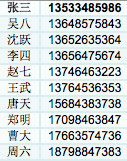 张三 13533485986
吴八 13648575843
沈跃 13652635364
李四 13656475674
赵七 13746463223
王武 13764536353
唐天 15684383738
郑明 17098463847
曹大 17663574736
周六 18798847383